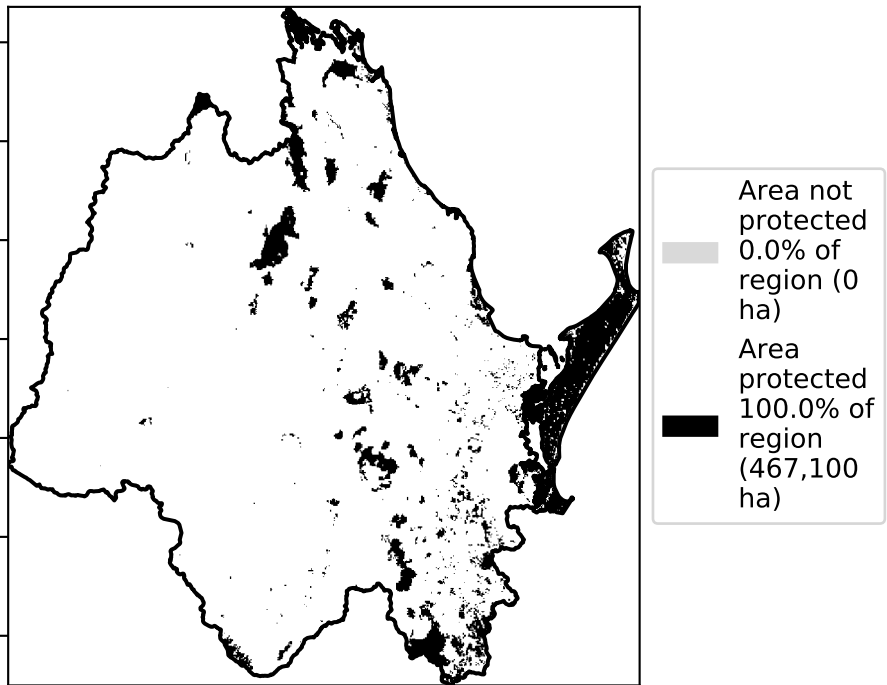 Area not
protected
0.0% of
region (0
ha)
Area
protected
100.0% of
region
(467,100
ha)